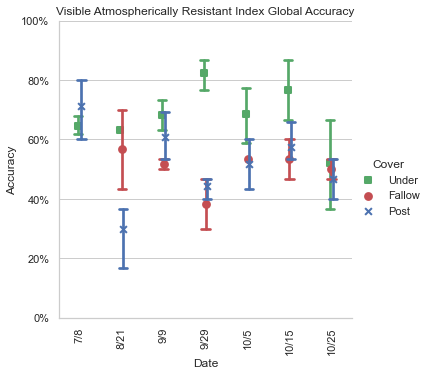 Visible Atmospherically Resistant Index Global Accuracy
100%
80%
60%
40%
20%
0%
Accuracy
7/8
8/21
9/9
9/29
10/5
10/15
10/25
Date
Cover
Under
Fallow
Post